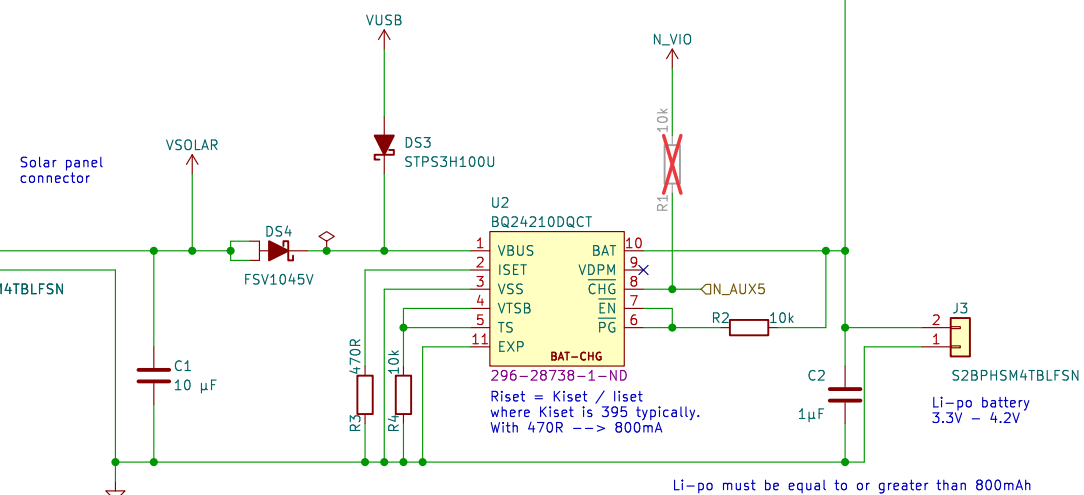 VUSB
N_VIO
10k
R1
VSOLAR
Solar panel
connector
DS3
STPS3H100U
DS4
FSV1045V
U2
BQ24210DQCT
1 VBUS BAT 10
2 ISET VDPM 9
3 VSS CHG 8
4 VTSB EN 7
5 TS PG 6
11 EXP
BAT-CHG
296-28738-1-ND
N_AUX5
R2 10k
M4TBLFSN
470R
R3
10k
R4
C1
10 µF
Riset = Kiset / Iiset
where Kiset is 395 typically.
With 470R --> 800mA
C2
1µF
J3
2
1
S2BPHSM4TBLFSN
Li-po battery
3.3V - 4.2V
Li-po must be equal to or greater than 800mAh